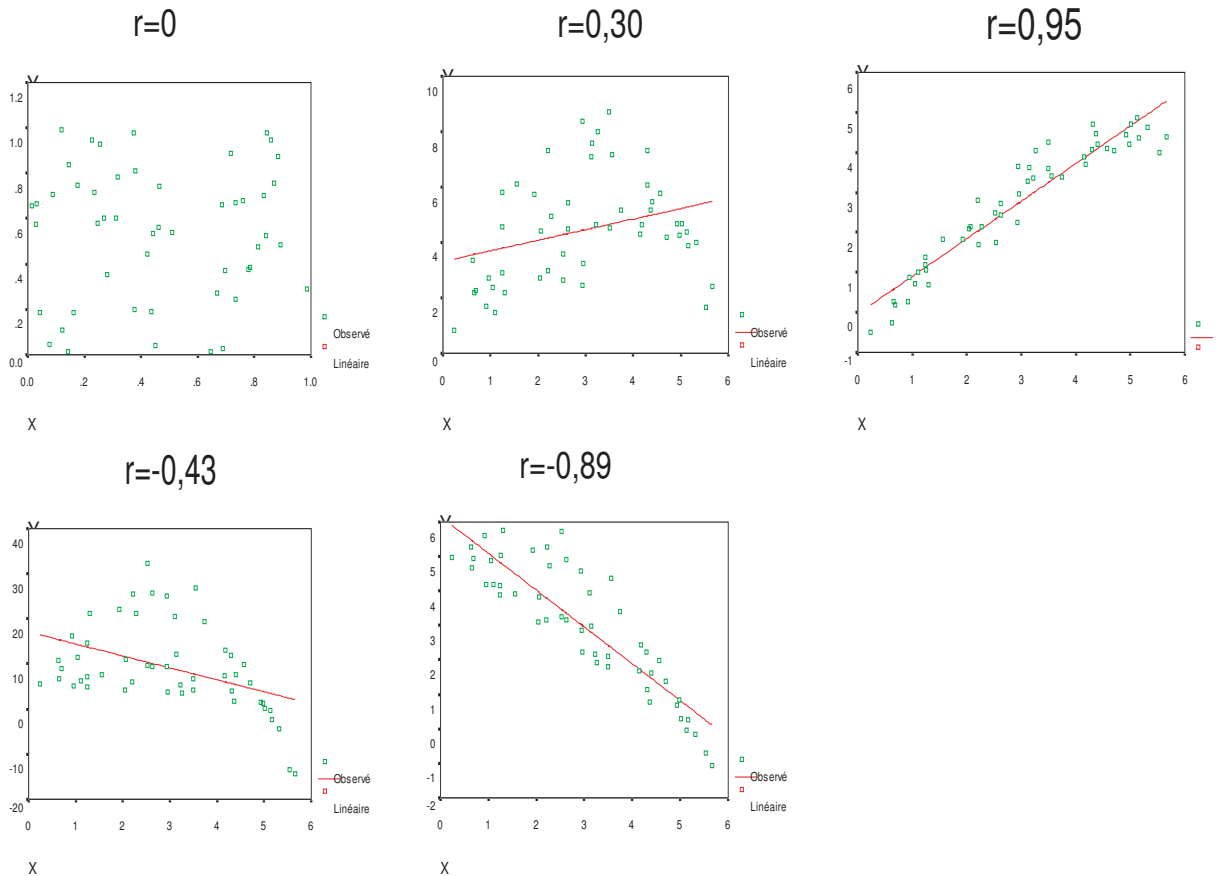 r=0
r=0,30
r=0,95
Y
1.2
1.0
.8
.6
.4
.2
0.0
0.0 .2 .4 .6 .8 1.0
X
Observé
Linéaire
Y
10
8
6
4
2
0
0 1 2 3 4 5 6
X
Observé
Linéaire
Y
6
5
4
3
2
1
0
-1
0 1 2 3 4 5 6
X
r=-0,43
r=-0,89
Y
40
30
20
10
0
-10
-20
0 1 2 3 4 5 6
X
Observé
Linéaire
Y
6
5
4
3
2
1
0
-1
-2
0 1 2 3 4 5 6
X
Observé
Linéaire